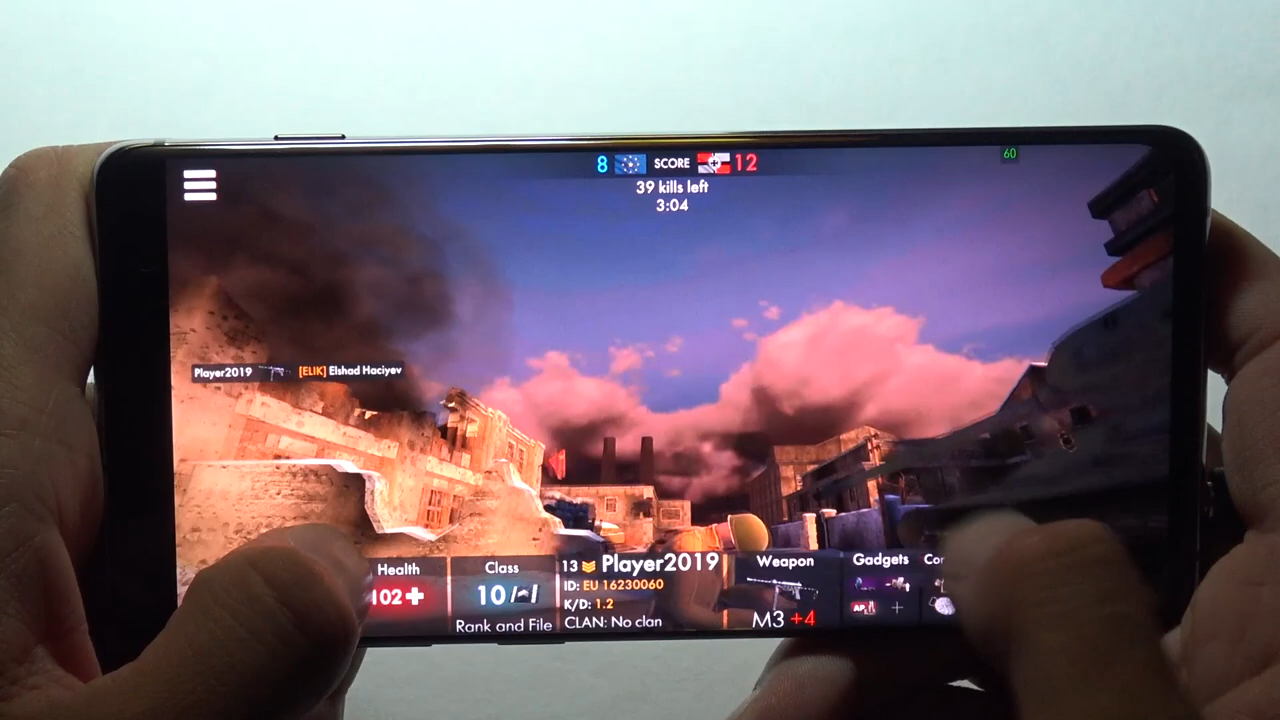 8 SCORE 12
60
39 kills left
3:04
Player2019 [ELIK] Elshad Haciyev
Health
102
Class
10
Rank and File
13 Player2019
ID: EU 16230060
K/D: 1.2
CLAN: No clan
Weapon
M3 +4
Gadgets
AP